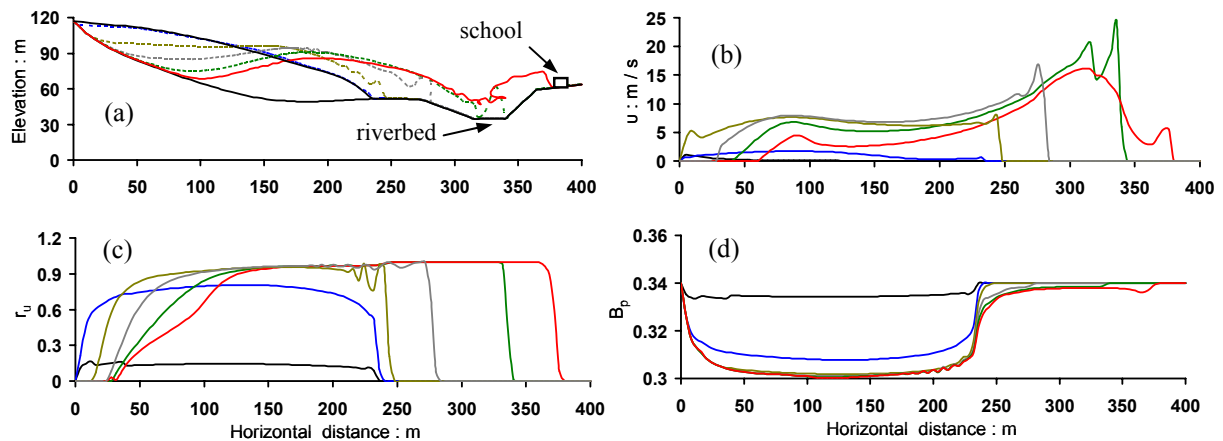 120
90
60
30
0
Elevation : m
(a)
school
riverbed
0 50 100 150 200 250 300 350 400
25
20
15
10
5
0
u : m / s
(b)
0 50 100 150 200 250 300 350 400
1.2
0.9
0.6
0.3
0
r_u
(c)
0 50 100 150 200 250 300 350 400
Horizontal distance : m
0.36
0.34
0.32
0.3
B_p
(d)
0 50 100 150 200 250 300 350 400
Horizontal distance : m